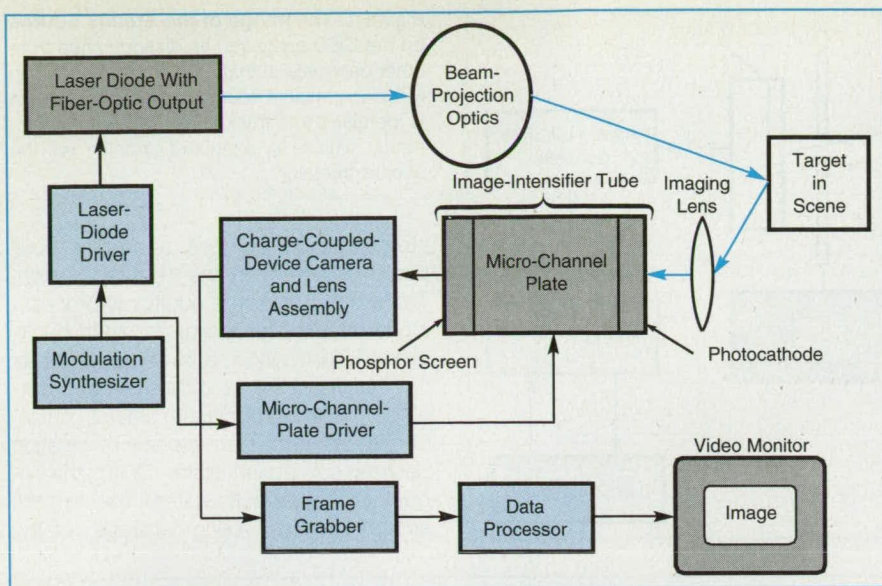 Laser Diode With
Fiber-Optic Output
Beam-
Projection
Optics
Target
in
Scene
Image-Intensifier Tube
Imaging
Lens
Laser-
Diode
Driver
Charge-Coupled-
Device Camera
and Lens
Assembly
Micro-Channel
Plate
Phosphor Screen
Photocathode
Modulation
Synthesizer
Micro-Channel-
Plate Driver
Video Monitor
Frame
Grabber
Data
Processor
Image